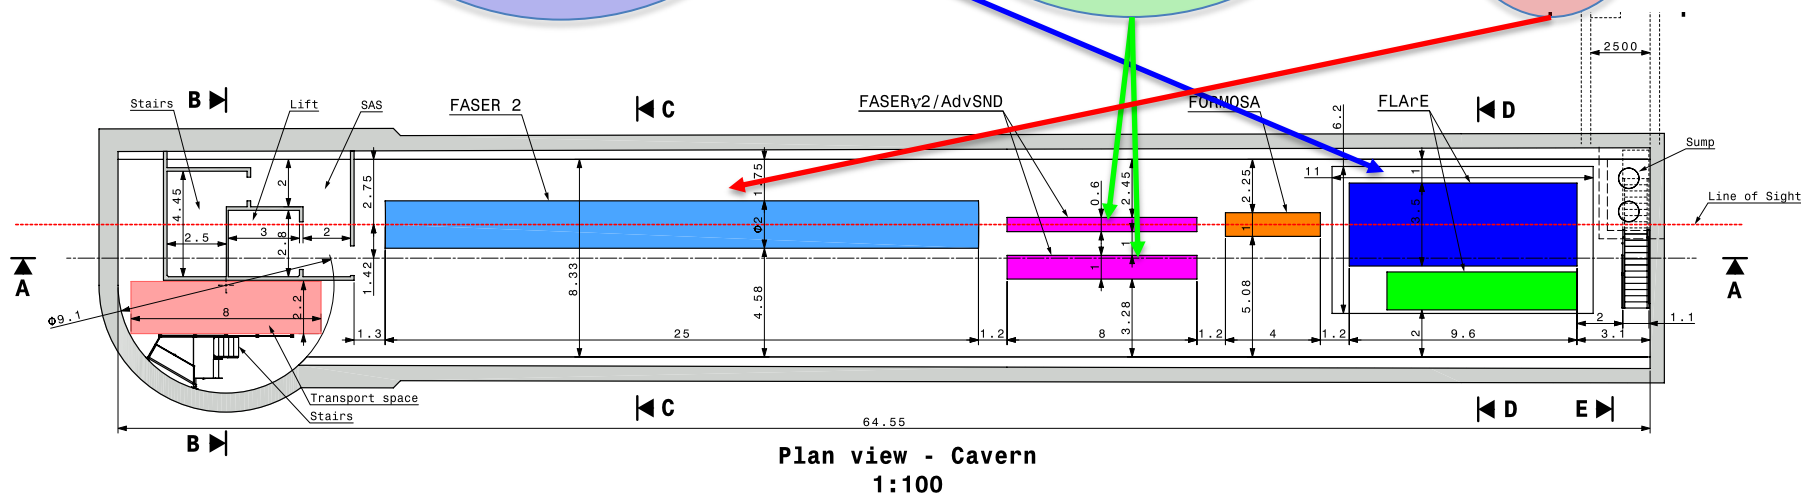 2500
B
Stairs
Lift
SAS
FASER 2
C
FASERν2/AdvSND
FORMOSA
FLArE
D
6.2
Sump
Line of Sight
4.45
2
2.75
2.5
3
2.8
2
1.42
8.33
1.75
Φ2
4.58
0.6
2.45
1
1
3.28
2.25
1
5.08
11
1
3.5
2
A
A
Φ9.1
8
2.2
1.3
25
1.2
8
1.2
4
1.2
9.6
2
3.1
1.1
Transport space
Stairs
C
D
E
64.55
B
Plan view - Cavern
1:100